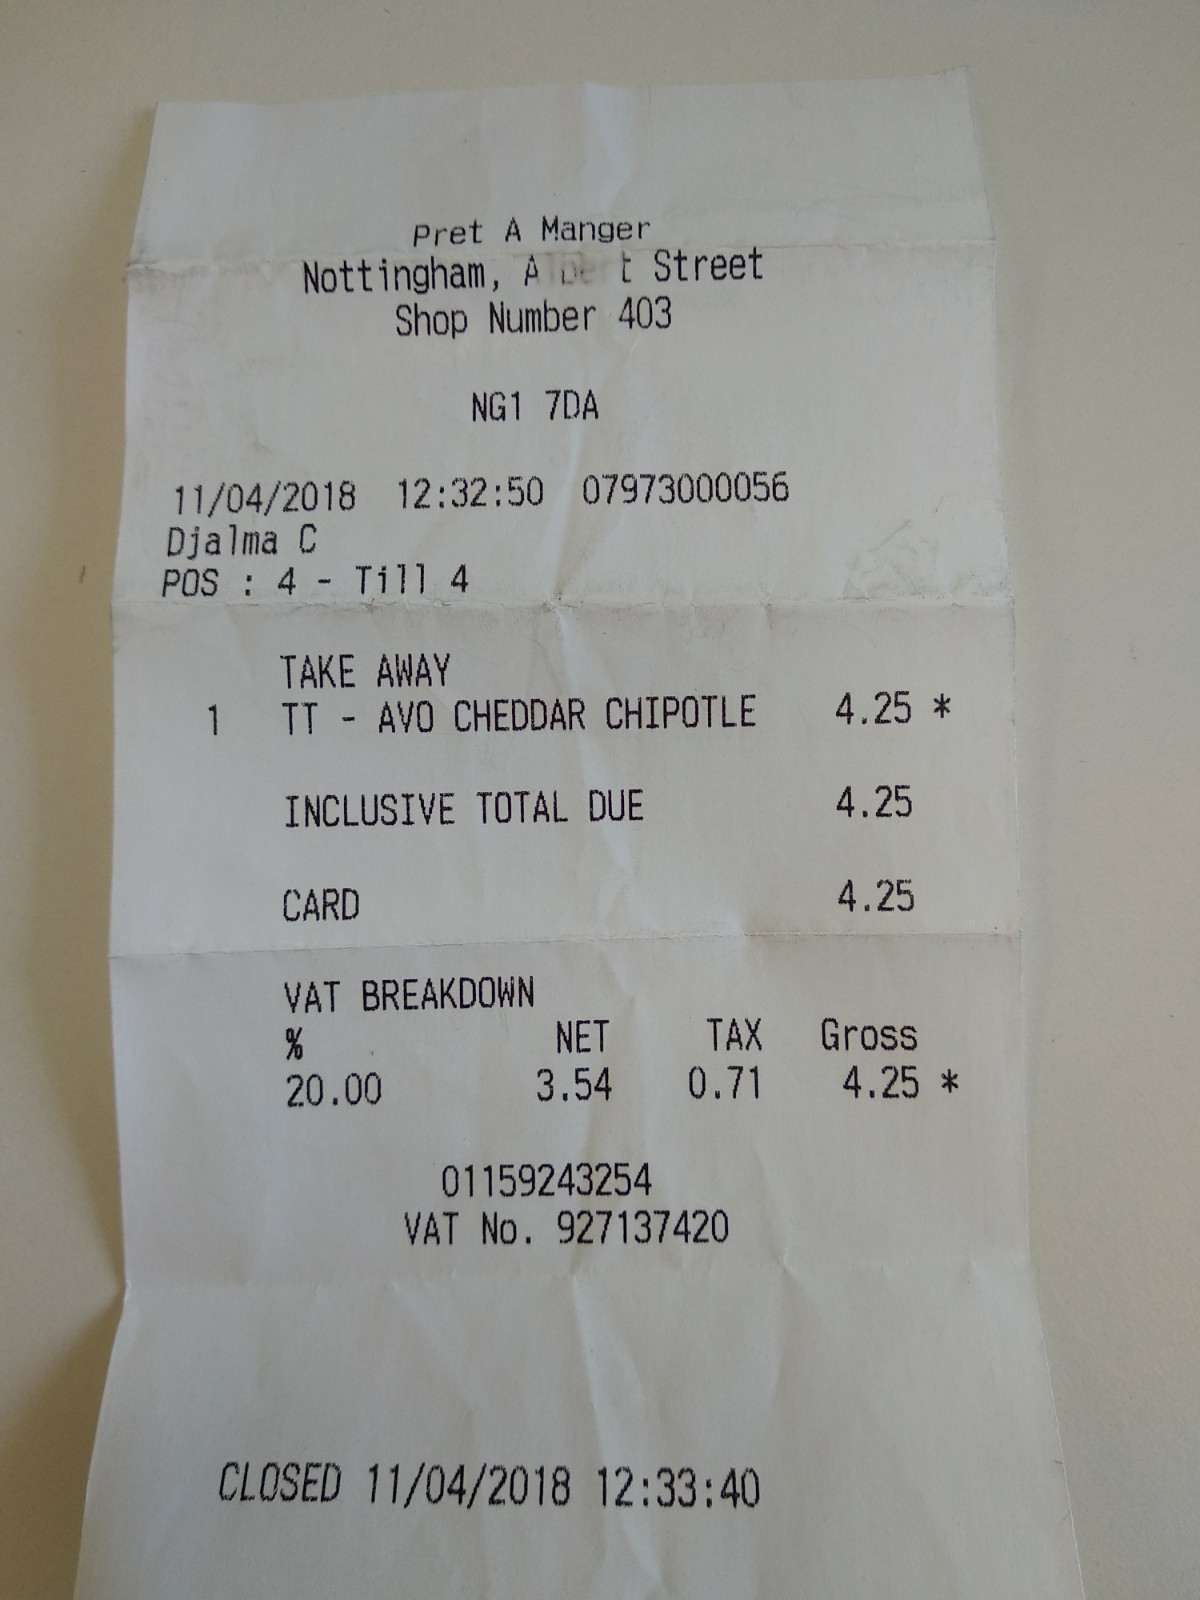 Pret A Manger
Nottingham, Albert Street
Shop Number 403
NG1 7DA
11/04/2018 12:32:50 07973000056
Djalma C
POS : 4 - Till 4
TAKE AWAY
1 TT - AVO CHEDDAR CHIPOTLE 4.25 *
INCLUSIVE TOTAL DUE 4.25
CARD 4.25
VAT BREAKDOWN
% NET TAX Gross
20.00 3.54 0.71 4.25 *
01159243254
VAT No. 927137420
CLOSED 11/04/2018 12:33:40